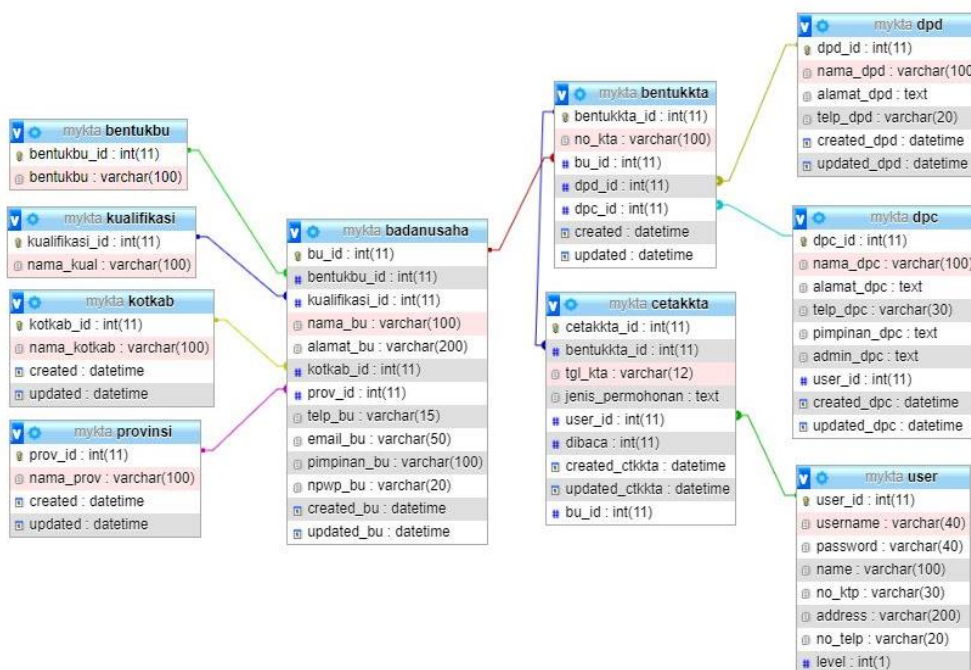 mykta bentukbu
bentukbu_id : int(11)
bentukbu : varchar(100)
mykta kualifikasi
kualifikasi_id : int(11)
nama_kual : varchar(100)
mykta kotkab
kotkab_id : int(11)
nama_kotkab : varchar(100)
created : datetime
updated : datetime
mykta provinsi
prov_id : int(11)
nama_prov : varchar(100)
created : datetime
updated : datetime
mykta badanusaha
bu_id : int(11)
bentukbu_id : int(11)
kualifikasi_id : int(11)
nama_bu : varchar(100)
alamat_bu : varchar(200)
kotkab_id : int(11)
prov_id : int(11)
telp_bu : varchar(15)
email_bu : varchar(50)
pimpinan_bu : varchar(100)
npwp_bu : varchar(20)
created_bu : datetime
updated_bu : datetime
mykta bentukkta
bentukkta_id : int(11)
no_kta : varchar(100)
bu_id : int(11)
dpd_id : int(11)
dpc_id : int(11)
created : datetime
updated : datetime
mykta cetakkta
cetakkta_id : int(11)
bentukkta_id : int(11)
tgl_kta : varchar(12)
jenis_permohonan : text
user_id : int(11)
dibaca : int(11)
created_ctkkta : datetime
updated_ctkkta : datetime
bu_id : int(11)
mykta dpd
dpd_id : int(11)
nama_dpd : varchar(100
alamat_dpd : text
telp_dpd : varchar(20)
created_dpd : datetime
updated_dpd : datetime
mykta dpc
dpc_id : int(11)
nama_dpc : varchar(100)
alamat_dpc : text
telp_dpc : varchar(30)
pimpinan_dpc : text
admin_dpc : text
user_id : int(11)
created_dpc : datetime
updated_dpc : datetime
mykta user
user_id : int(11)
username : varchar(40)
password : varchar(40)
name : varchar(100)
no_ktp : varchar(30)
address : varchar(200)
no_telp : varchar(20)
level : int(1)